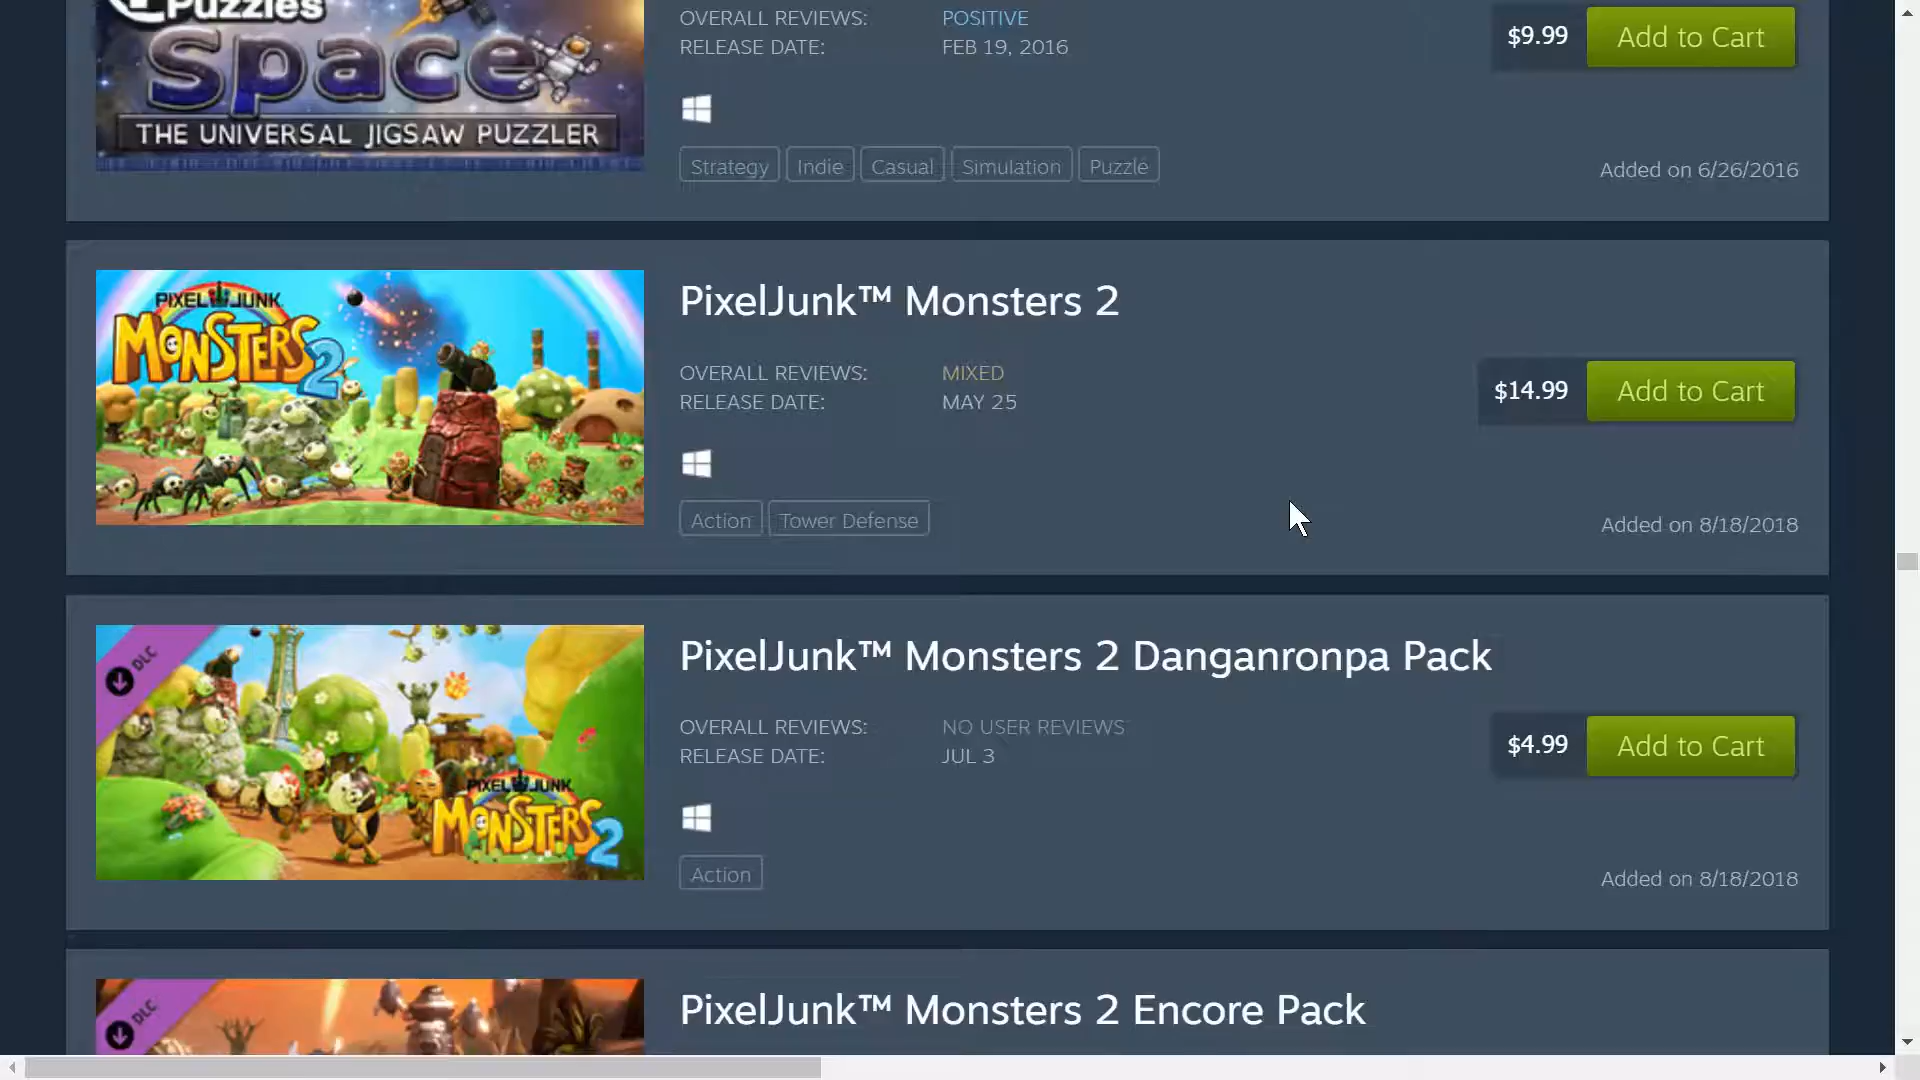 Puzzles
Space
THE UNIVERSAL JIGSAW PUZZLER
OVERALL REVIEWS: POSITIVE
RELEASE DATE: FEB 19, 2016
$9.99 Add to Cart
Strategy Indie Casual Simulation Puzzle
Added on 6/26/2016
PIXEL JUNK
MONSTERS 2
PixelJunk™ Monsters 2
OVERALL REVIEWS: MIXED
RELEASE DATE: MAY 25
$14.99 Add to Cart
Action Tower Defense
Added on 8/18/2018
DLC
PIXEL JUNK
MONSTERS 2
PixelJunk™ Monsters 2 Danganronpa Pack
OVERALL REVIEWS: NO USER REVIEWS
RELEASE DATE: JUL 3
$4.99 Add to Cart
Action
Added on 8/18/2018
DLC
PixelJunk™ Monsters 2 Encore Pack